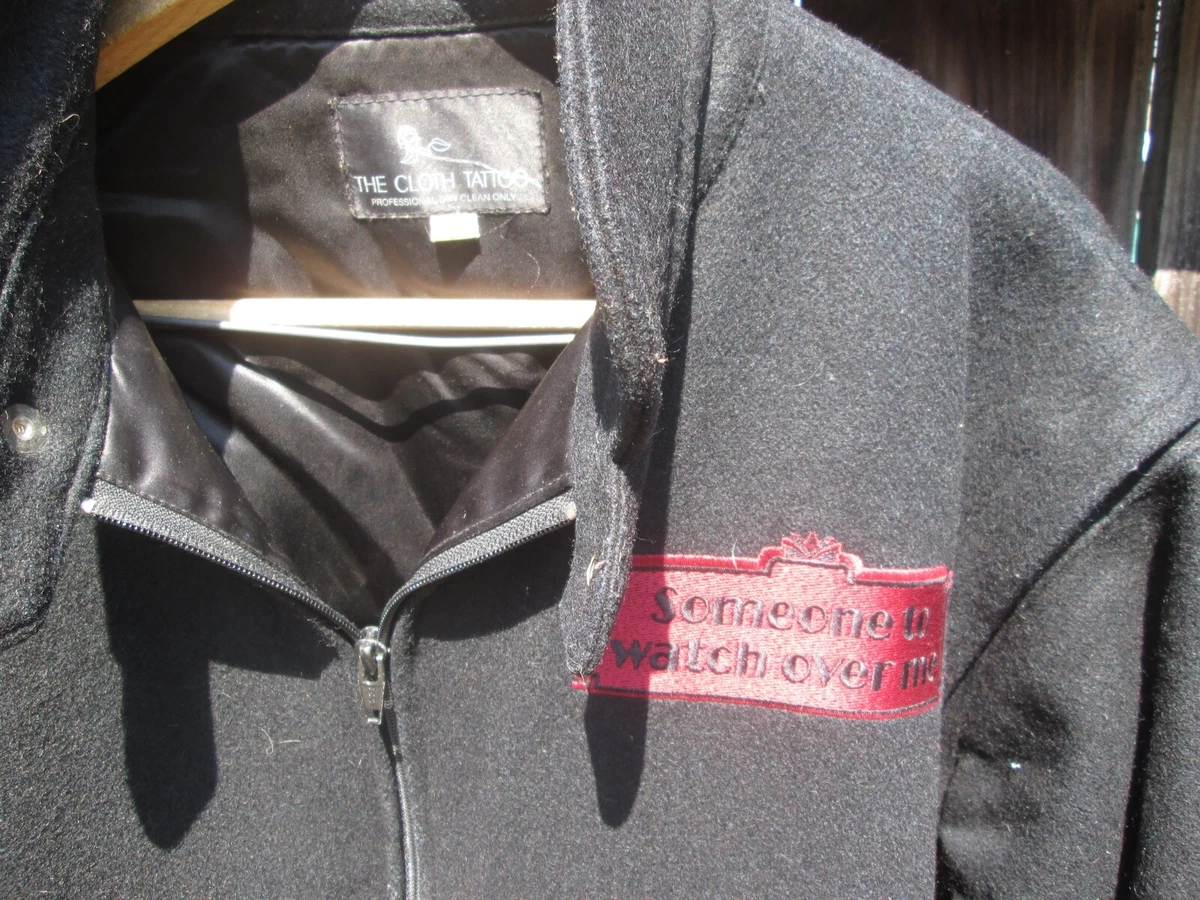 THE CLOTH TATTOO
PROFESSIONAL DRY CLEAN ONLY
Someone to
watch over me